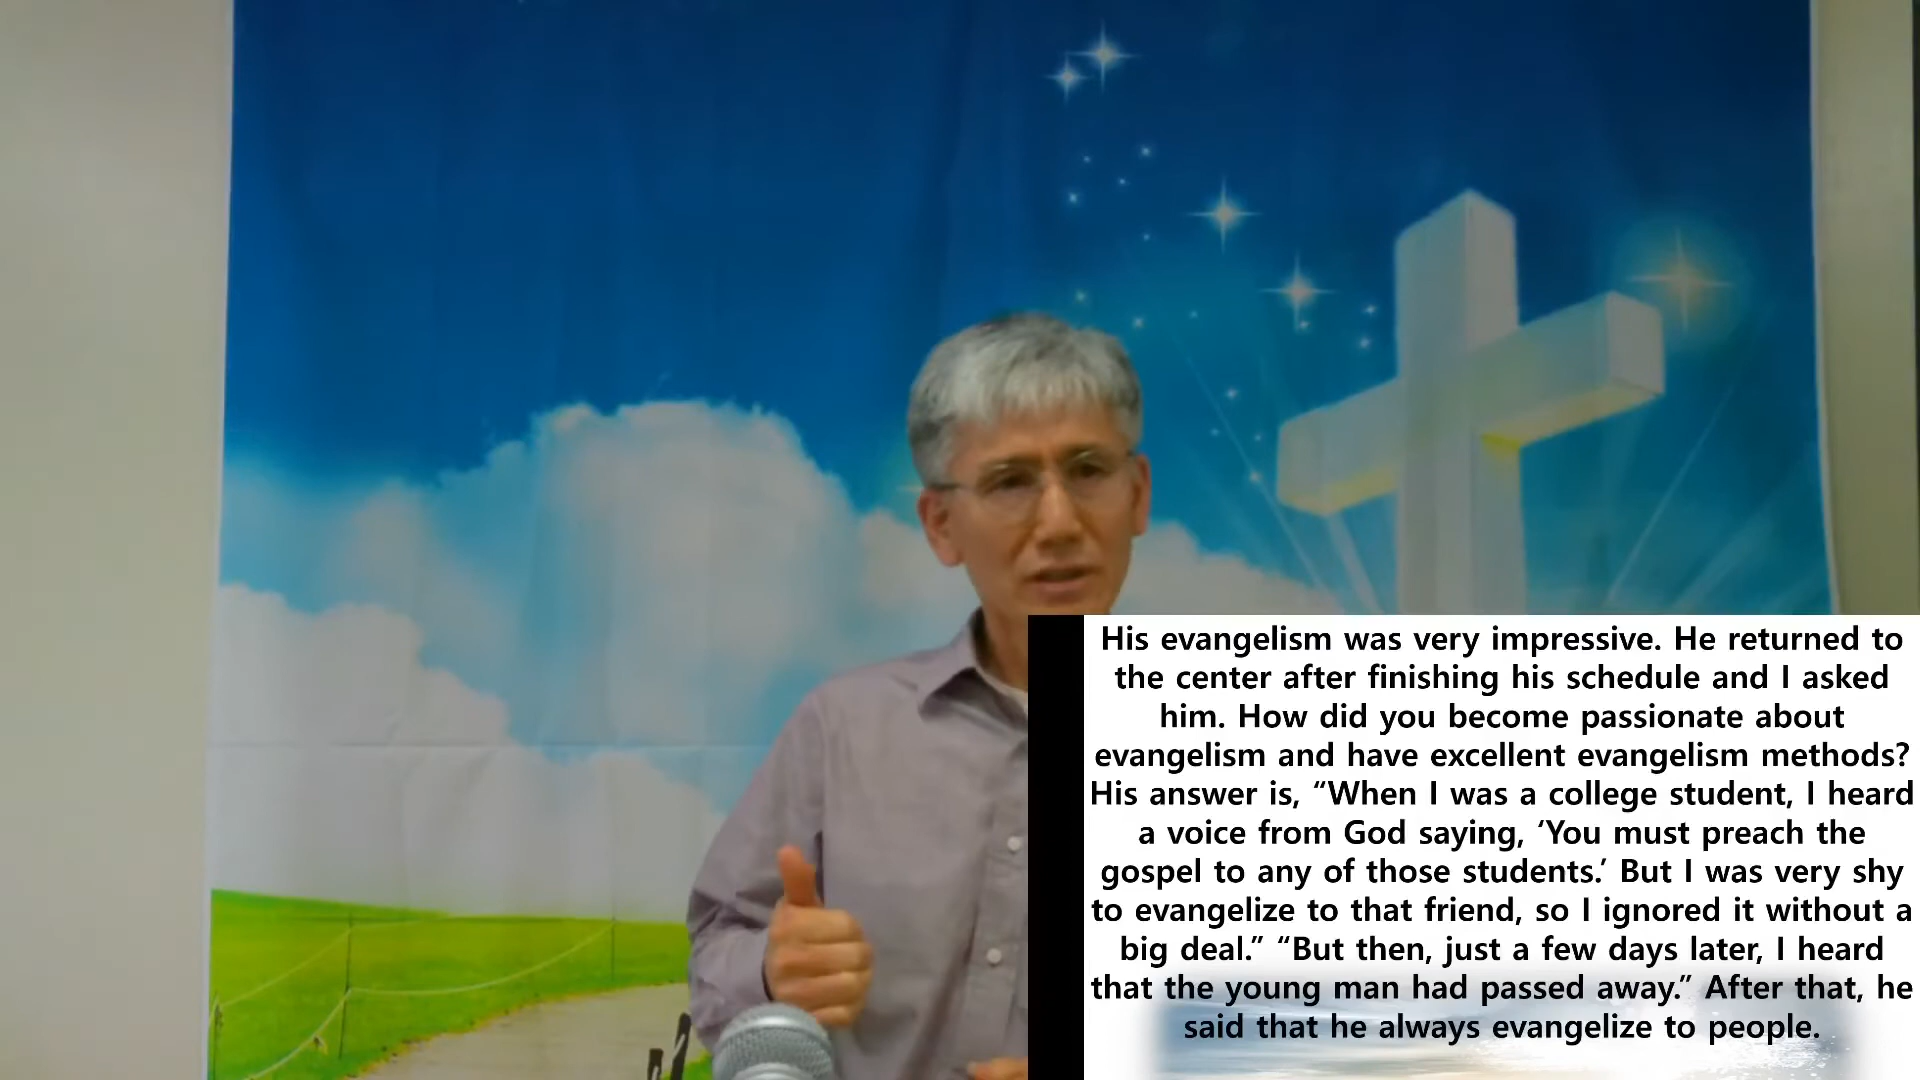 His evangelism was very impressive. He returned to
the center after finishing his schedule and I asked
him. How did you become passionate about
evangelism and have excellent evangelism methods?
His answer is, “When I was a college student, I heard
a voice from God saying, ‘You must preach the
gospel to any of those students.’ But I was very shy
to evangelize to that friend, so I ignored it without a
big deal.” “But then, just a few days later, I heard
that the young man had passed away.” After that, he
said that he always evangelize to people.